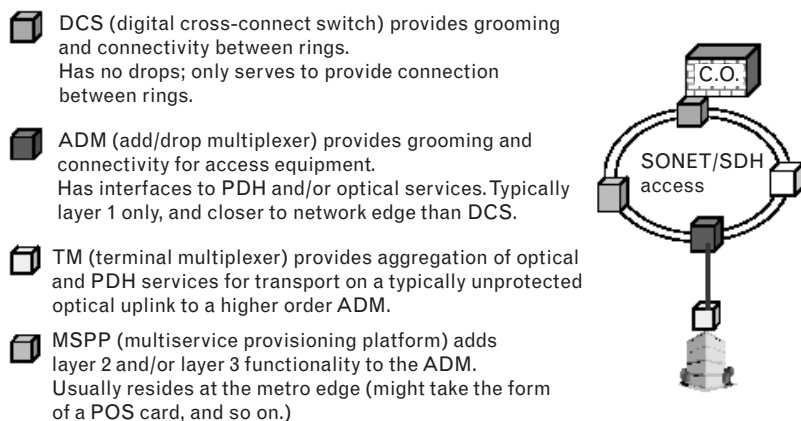 DCS (digital cross-connect switch) provides grooming
and connectivity between rings.
Has no drops; only serves to provide connection
between rings.
ADM (add/drop multiplexer) provides grooming and
connectivity for access equipment.
Has interfaces to PDH and/or optical services. Typically
layer 1 only, and closer to network edge than DCS.
TM (terminal multiplexer) provides aggregation of optical
and PDH services for transport on a typically unprotected
optical uplink to a higher order ADM.
MSPP (multiservice provisioning platform) adds
layer 2 and/or layer 3 functionality to the ADM.
Usually resides at the metro edge (might take the form
of a POS card, and so on.)
C.O.
SONET/SDH
access